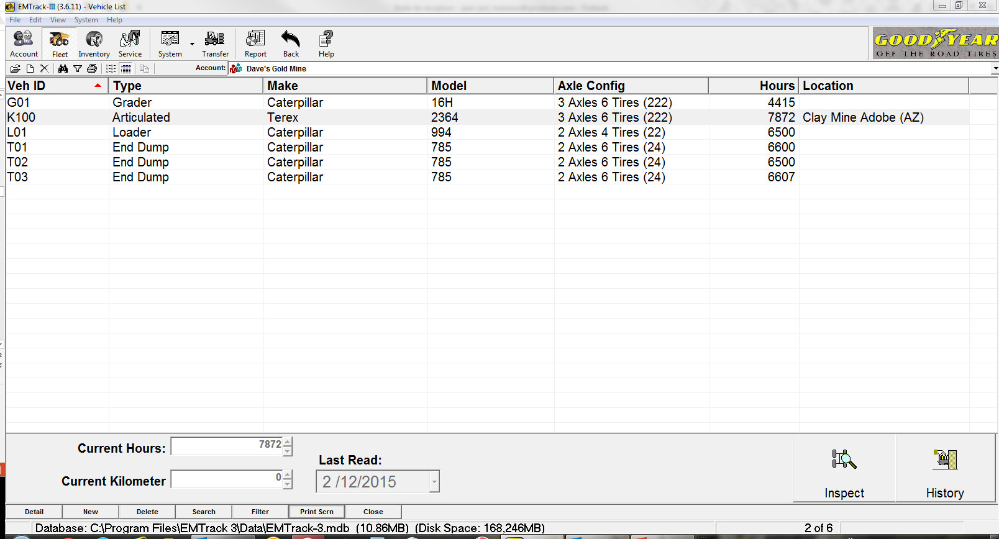 EMTrack-III (3.6.11) - Vehicle List
File Edit View System Help
Account Fleet Inventory Service System Transfer Report Back Help
GOODYEAR
OFF THE ROAD TIRES
Account: Dave's Gold Mine
Veh ID Type Make Model Axle Config Hours Location
G01 Grader Caterpillar 16H 3 Axles 6 Tires (222) 4415
K100 Articulated Terex 2364 3 Axles 6 Tires (222) 7872 Clay Mine Adobe (AZ)
L01 Loader Caterpillar 994 2 Axles 4 Tires (22) 6500
T01 End Dump Caterpillar 785 2 Axles 6 Tires (24) 6600
T02 End Dump Caterpillar 785 2 Axles 6 Tires (24) 6500
T03 End Dump Caterpillar 785 2 Axles 6 Tires (24) 6607
Current Hours: 7872
Last Read:
Current Kilometer 0
2 /12/2015
Inspect History
Detail New Delete Search Filter Print Scrn Close
Database: C:\Program Files\EMTrack 3\Data\EMTrack-3.mdb (10.86MB) (Disk Space: 168,246MB) 2 of 6